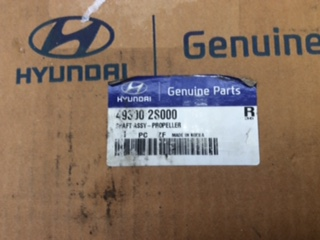 Genuine
HYUNDAI
HYUNDAI Genuine Parts
49300 2S000
SHAFT ASSY - PROPELLER
1 PC ZF MADE IN KOREA
R